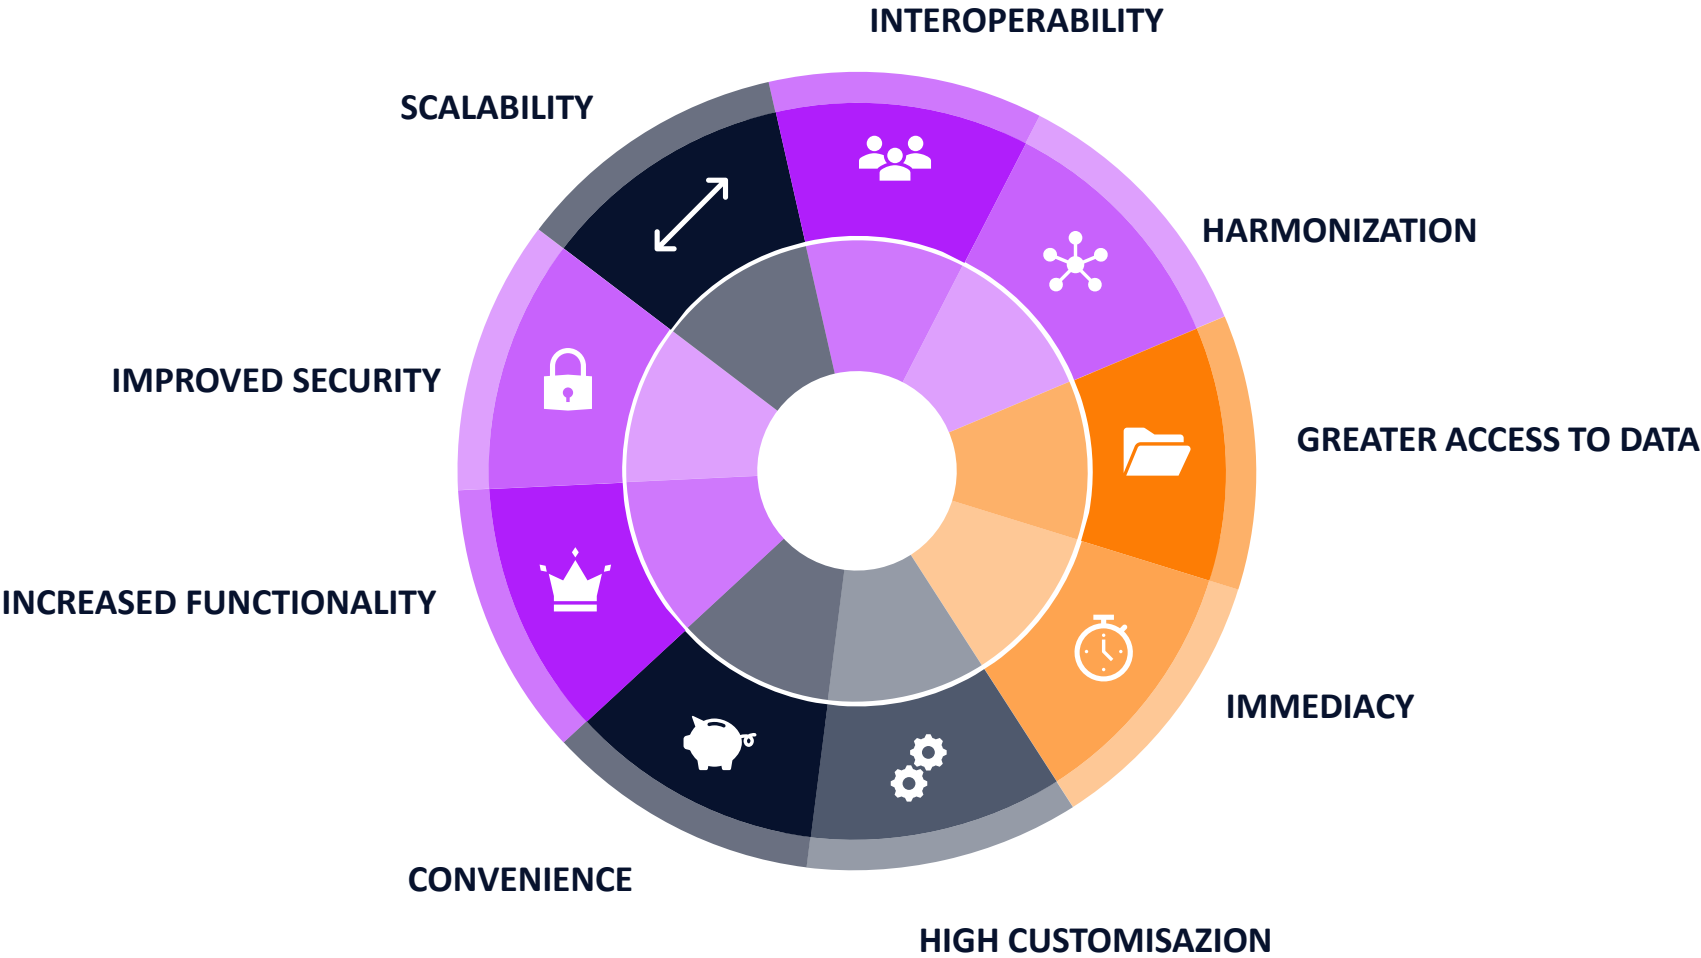 INTEROPERABILITY
SCALABILITY
HARMONIZATION
IMPROVED SECURITY
GREATER ACCESS TO DATA
INCREASED FUNCTIONALITY
IMMEDIACY
CONVENIENCE
HIGH CUSTOMISAZION